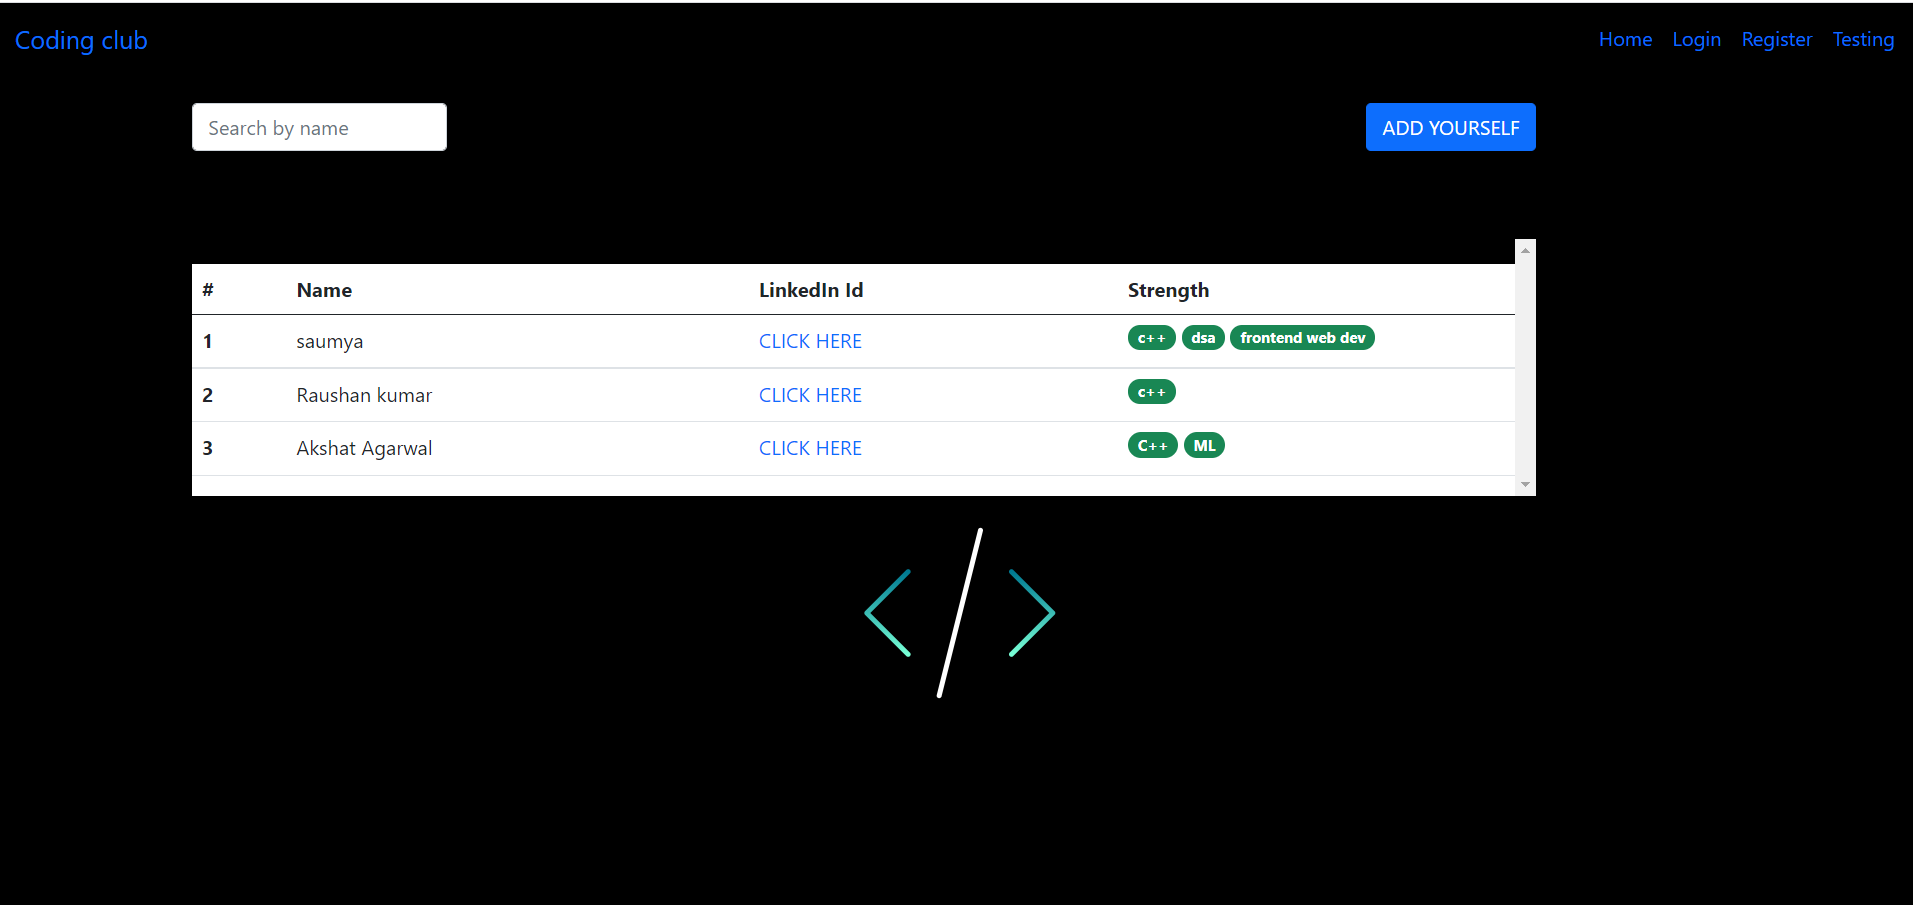 Coding club Home Login Register Testing
Search by name ADD YOURSELF
# Name LinkedIn Id Strength
1 saumya CLICK HERE c++ dsa frontend web dev
2 Raushan kumar CLICK HERE c++
3 Akshat Agarwal CLICK HERE C++ ML